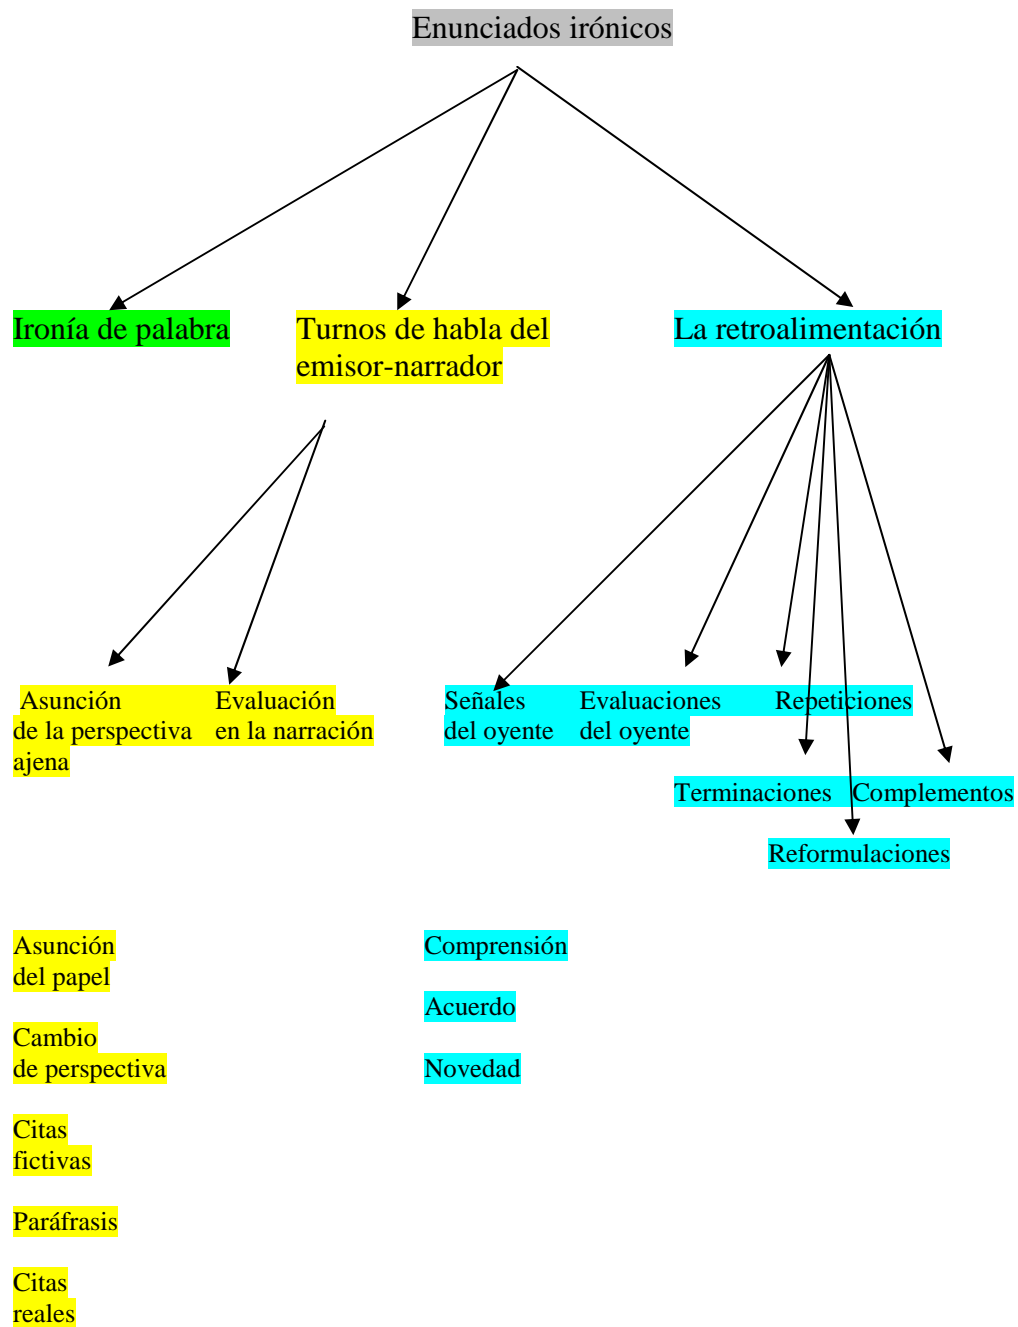 Enunciados irónicos
Ironía de palabra
Turnos de habla del
emisor-narrador
La retroalimentación
Asunción
de la perspectiva
ajena
Evaluación
en la narración
Señales
del oyente
Evaluaciones
del oyente
Repeticiones
Terminaciones
Complementos
Reformulaciones
Asunción
del papel
Cambio
de perspectiva
Citas
fictivas
Paráfrasis
Citas
reales
Comprensión
Acuerdo
Novedad